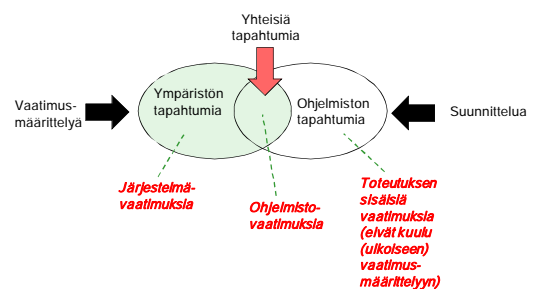 Yhteisiä
tapahtumia
Vaatimus-
määrittelyä
Ympäristön
tapahtumia
Ohjelmiston
tapahtumia
Suunnittelua
Järjestelmä-
vaatimuksia
Ohjelmisto-
vaatimuksia
Toteutuksen
sisäisiä
vaatimuksia
(eivät kuulu
(ulkoiseen)
vaatimus-
määrittelyyn)